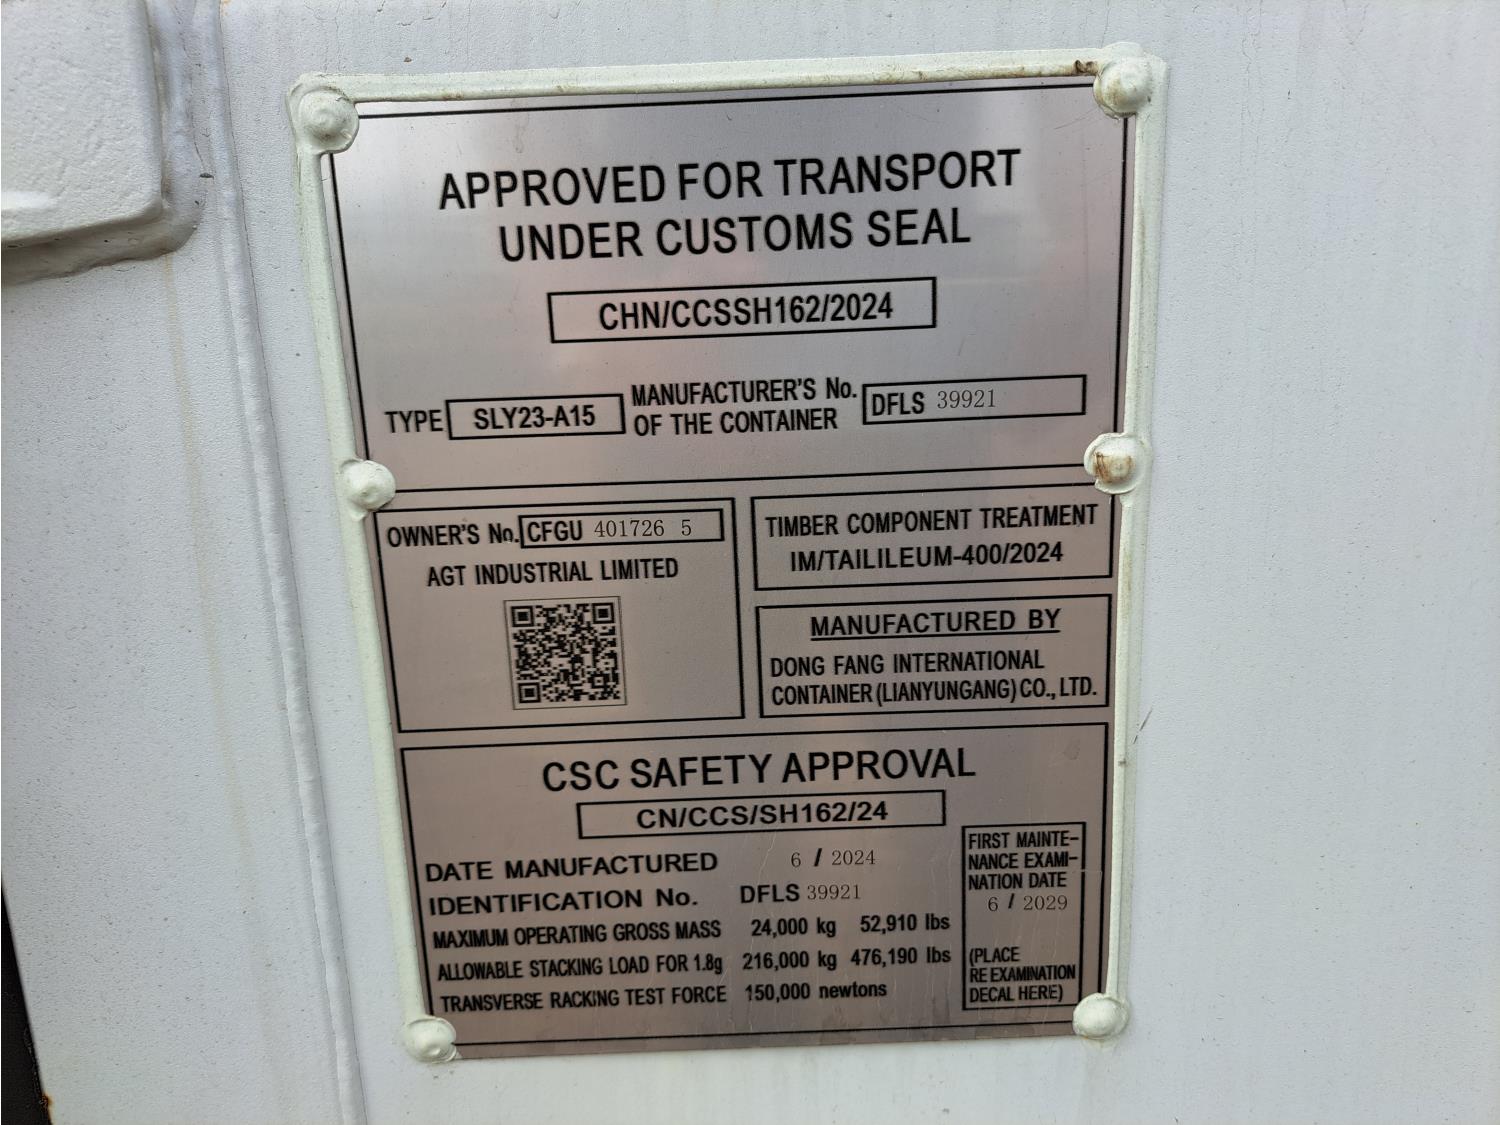 APPROVED FOR TRANSPORT
UNDER CUSTOMS SEAL
CHN/CCSSH162/2024
TYPE SLY23-A15
MANUFACTURER'S No.
OF THE CONTAINER
DFLS 39921
OWNER'S No. CFGU 401726 5
AGT INDUSTRIAL LIMITED
TIMBER COMPONENT TREATMENT
IM/TAILILEUM-400/2024
MANUFACTURED BY
DONG FANG INTERNATIONAL
CONTAINER (LIANYUNGANG) CO., LTD.
CSC SAFETY APPROVAL
CN/CCS/SH162/24
DATE MANUFACTURED 6 / 2024
IDENTIFICATION No. DFLS 39921
MAXIMUM OPERATING GROSS MASS 24,000 kg 52,910 lbs
ALLOWABLE STACKING LOAD FOR 1.8g 216,000 kg 476,190 lbs
TRANSVERSE RACKING TEST FORCE 150,000 newtons
FIRST MAINTE-
NANCE EXAMI-
NATION DATE
6 / 2029
(PLACE
RE EXAMINATION
DECAL HERE)